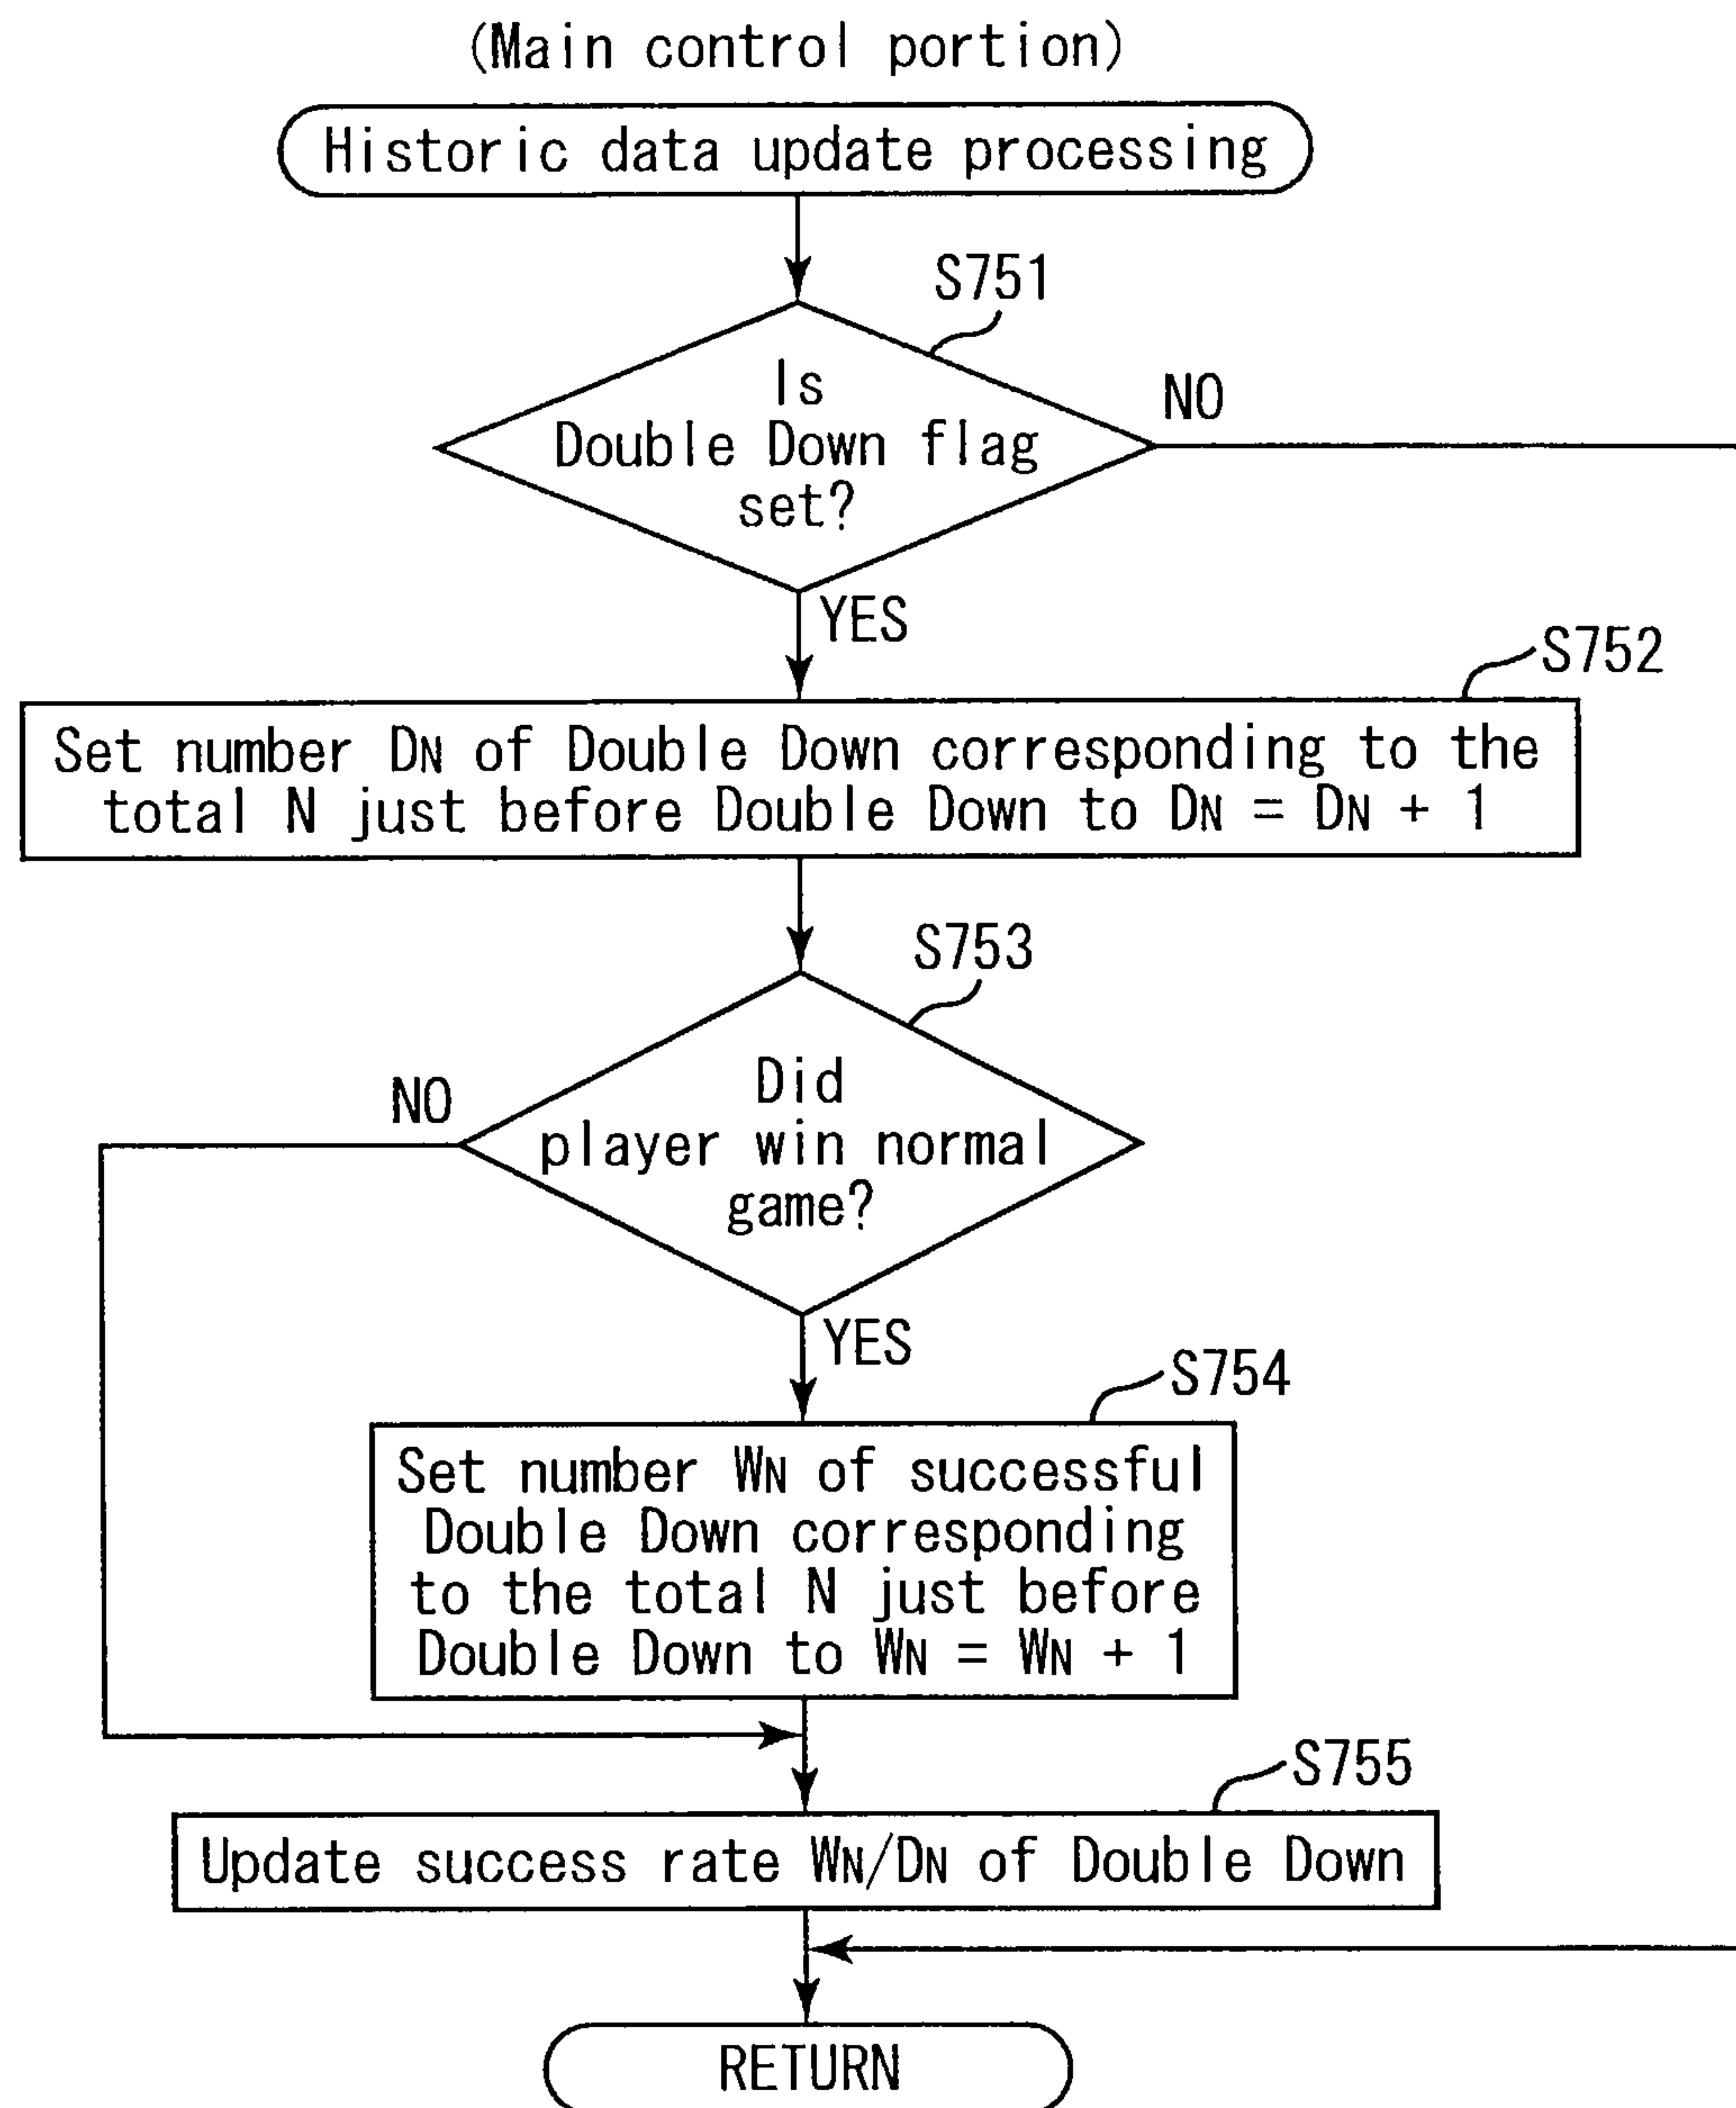 (Main control portion)
Historic data update processing
S751
Is
Double Down flag
set?
NO
YES
S752
Set number DN of Double Down corresponding to the
total N just before Double Down to DN = DN + 1
S753
Did
player win normal
game?
NO
YES
S754
Set number WN of successful
Double Down corresponding
to the total N just before
Double Down to WN = WN + 1
S755
Update success rate WN/DN of Double Down
RETURN